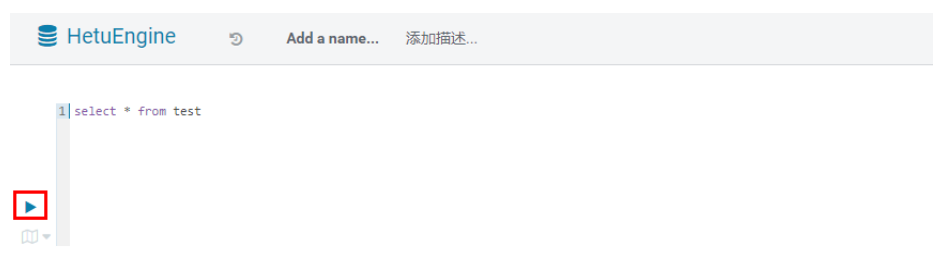 HetuEngine Add a name... 添加描述...
1 select * from test